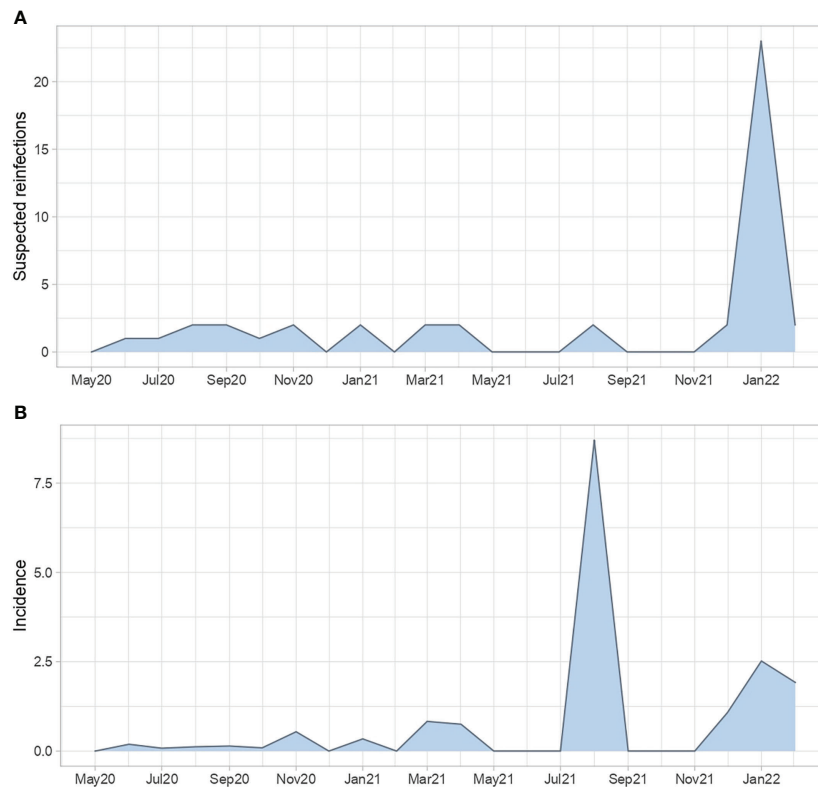 A
Suspected reinfections
20
15
10
5
0
May20 Jul20 Sep20 Nov20 Jan21 Mar21 May21 Jul21 Sep21 Nov21 Jan22
B
Incidence
7.5
5.0
2.5
0.0
May20 Jul20 Sep20 Nov20 Jan21 Mar21 May21 Jul21 Sep21 Nov21 Jan22